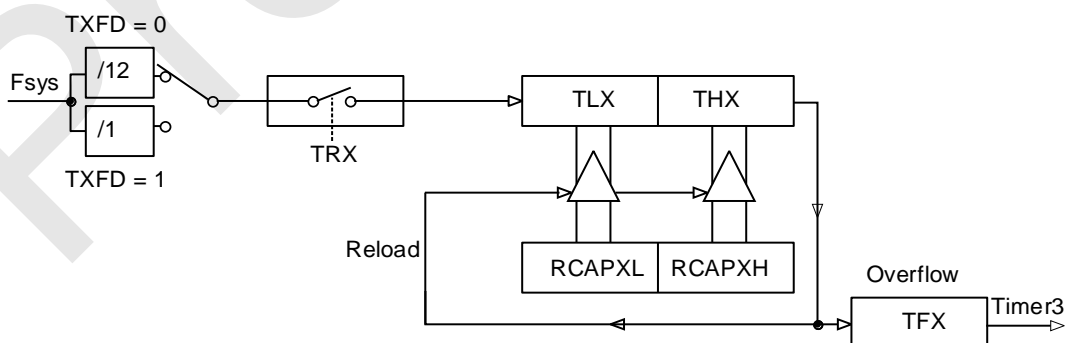 TXFD = 0
/12
Fsys
/1
TXFD = 1
TRX
TLX
THX
Reload
RCAPXL
RCAPXH
Overflow
TFX
Timer3